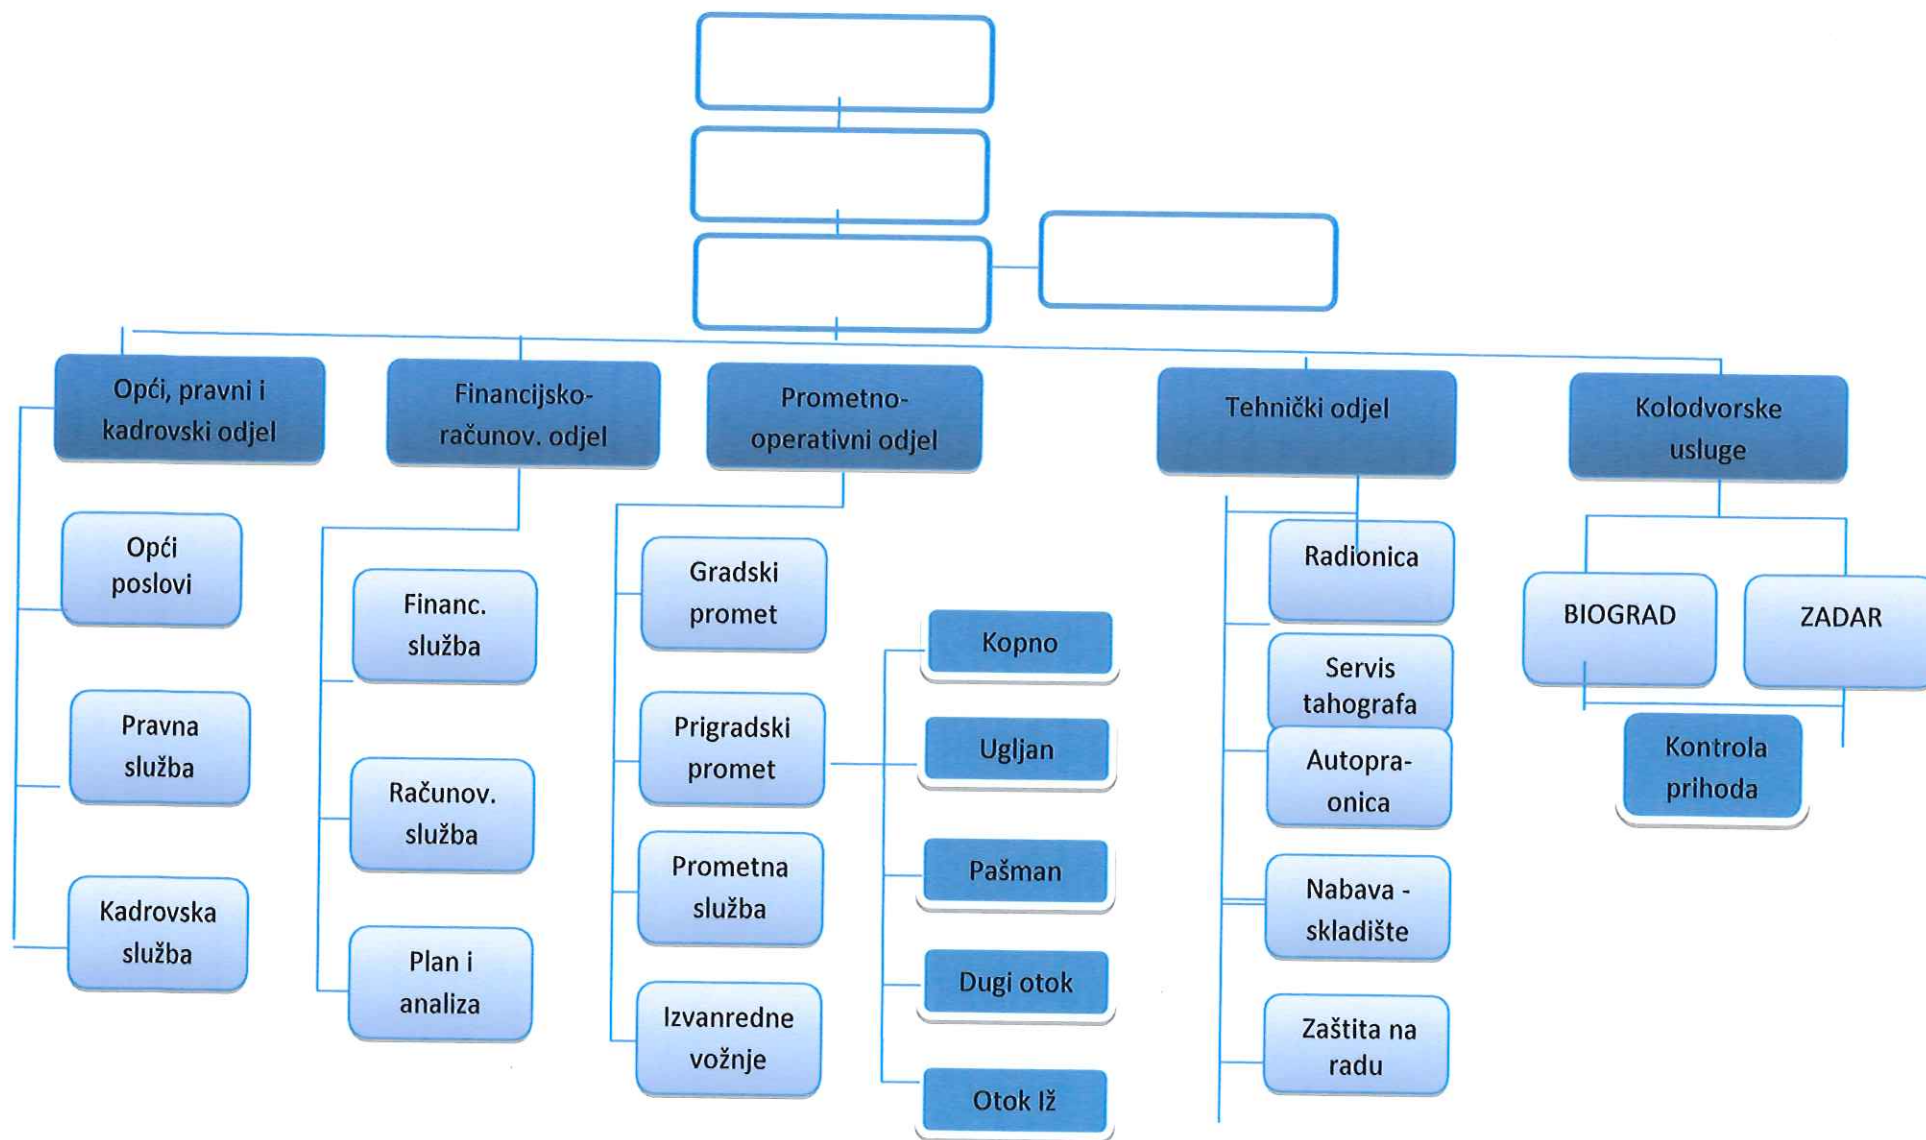 Opći, pravni i
kadrovski odjel
Financijsko-
računov. odjel
Prometno-
operativni odjel
Tehnički odjel
Kolodvorske
usluge
Opći
poslovi
Pravna
služba
Kadrovska
služba
Financ.
služba
Računov.
služba
Plan i
analiza
Gradski
promet
Prigradski
promet
Prometna
služba
Izvanredne
vožnje
Kopno
Ugljan
Pašman
Dugi otok
Otok Iž
Radionica
Servis
tahografa
Autopra-
onica
Nabava -
skladište
Zaštita na
radu
BIOGRAD
ZADAR
Kontrola
prihoda